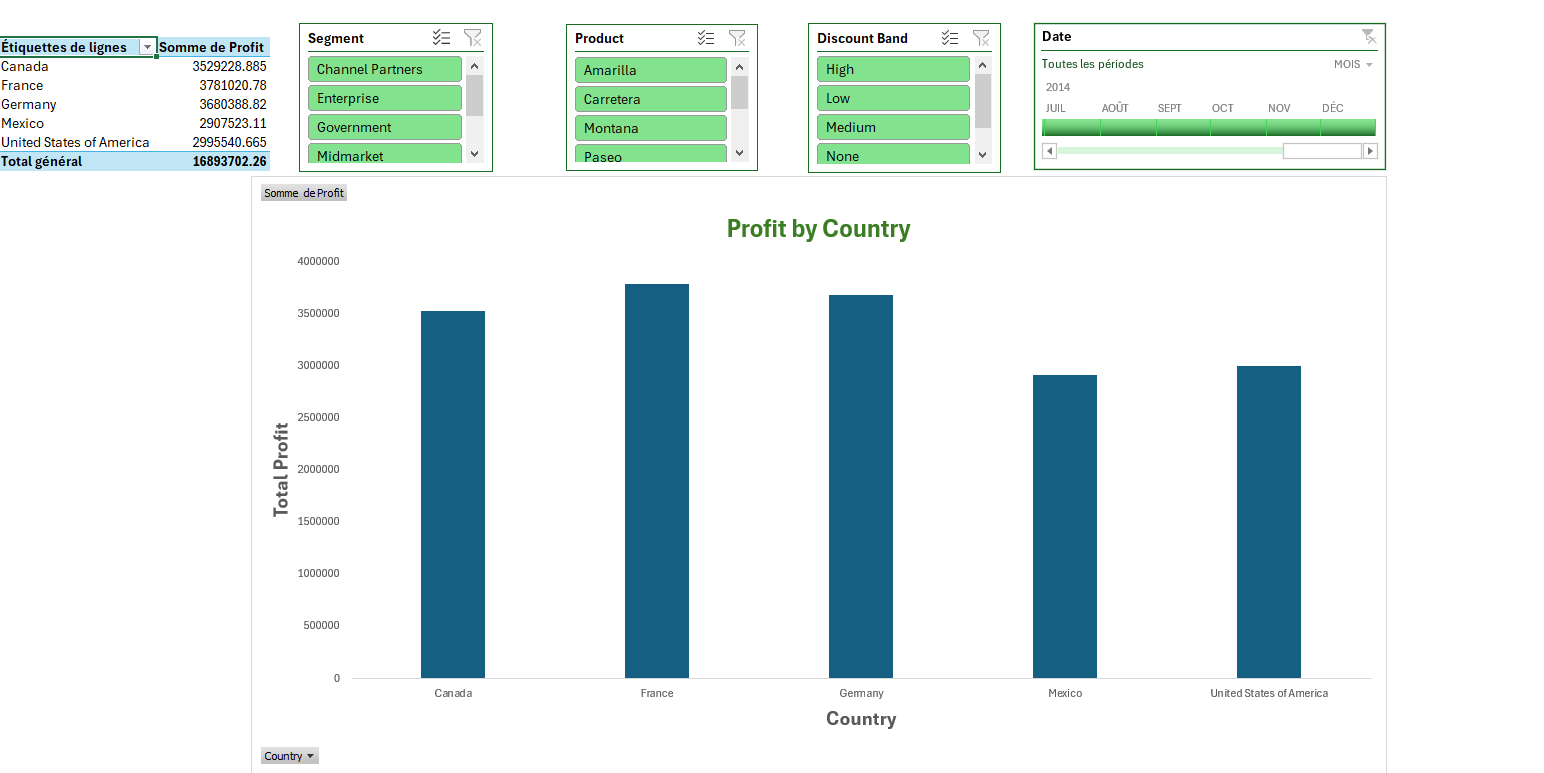 Étiquettes de lignes Somme de Profit
Canada 3529228.885
France 3781020.78
Germany 3680388.82
Mexico 2907523.11
United States of America 2995540.665
Total général 16893702.26
Segment
Channel Partners
Enterprise
Government
Midmarket
Product
Amarilla
Carretera
Montana
Paseo
Discount Band
High
Low
Medium
None
Date
Toutes les périodes MOIS
2014
JUIL AOÛT SEPT OCT NOV DÉC
Somme de Profit
Profit by Country
4000000
3500000
3000000
2500000
2000000
1500000
1000000
500000
0
Total Profit
Canada France Germany Mexico United States of America
Country
Country